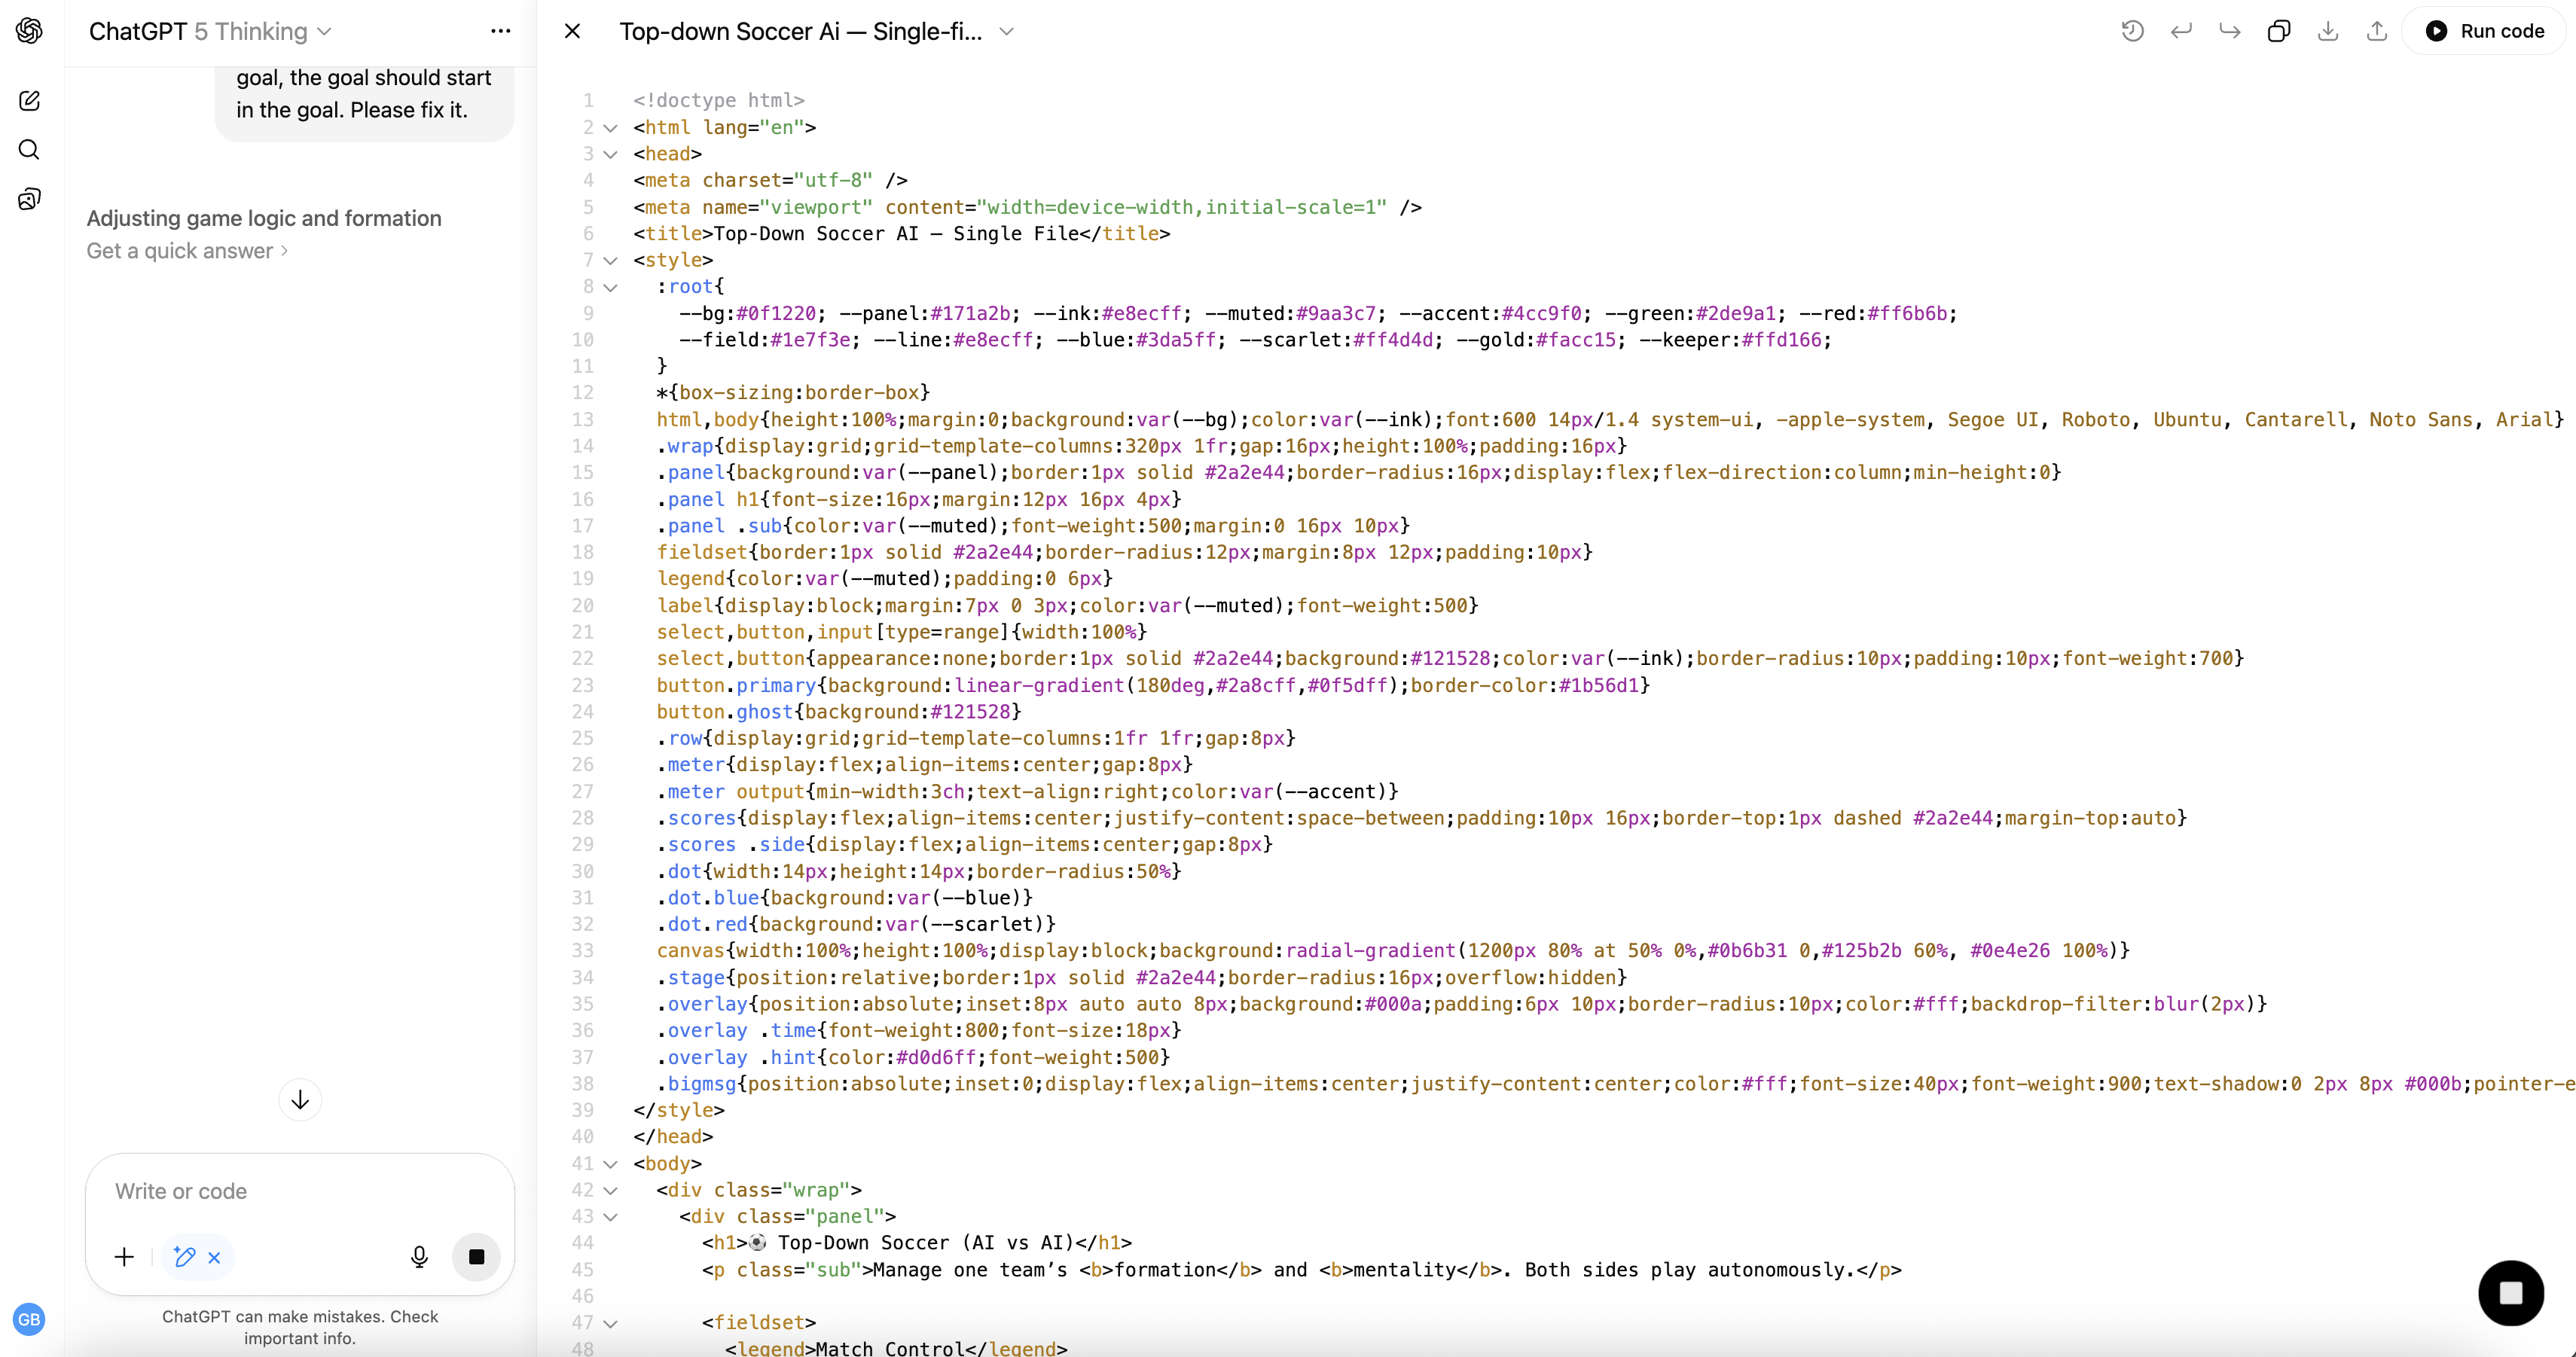 ChatGPT 5 Thinking
goal, the goal should start
in the goal. Please fix it.
Adjusting game logic and formation
Get a quick answer
Write or code
ChatGPT can make mistakes. Check
important info.
GB
Top-down Soccer Ai — Single-fi...
Run code
1 <!doctype html>
2 <html lang="en">
3 <head>
4 <meta charset="utf-8" />
5 <meta name="viewport" content="width=device-width,initial-scale=1" />
6 <title>Top-Down Soccer AI — Single File</title>
7 <style>
8 :root{
9 --bg:#0f1220; --panel:#171a2b; --ink:#e8ecff; --muted:#9aa3c7; --accent:#4cc9f0; --green:#2de9a1; --red:#ff6b6b;
10 --field:#1e7f3e; --line:#e8ecff; --blue:#3da5ff; --scarlet:#ff4d4d; --gold:#facc15; --keeper:#ffd166;
11 }
12 *{box-sizing:border-box}
13 html,body{height:100%;margin:0;background:var(--bg);color:var(--ink);font:600 14px/1.4 system-ui, -apple-system, Segoe UI, Roboto, Ubuntu, Cantarell, Noto Sans, Arial}
14 .wrap{display:grid;grid-template-columns:320px 1fr;gap:16px;height:100%;padding:16px}
15 .panel{background:var(--panel);border:1px solid #2a2e44;border-radius:16px;display:flex;flex-direction:column;min-height:0}
16 .panel h1{font-size:16px;margin:12px 16px 4px}
17 .panel .sub{color:var(--muted);font-weight:500;margin:0 16px 10px}
18 fieldset{border:1px solid #2a2e44;border-radius:12px;margin:8px 12px;padding:10px}
19 legend{color:var(--muted);padding:0 6px}
20 label{display:block;margin:7px 0 3px;color:var(--muted);font-weight:500}
21 select,button,input[type=range]{width:100%}
22 select,button{appearance:none;border:1px solid #2a2e44;background:#121528;color:var(--ink);border-radius:10px;padding:10px;font-weight:700}
23 button.primary{background:linear-gradient(180deg,#2a8cff,#0f5dff);border-color:#1b56d1}
24 button.ghost{background:#121528}
25 .row{display:grid;grid-template-columns:1fr 1fr;gap:8px}
26 .meter{display:flex;align-items:center;gap:8px}
27 .meter output{min-width:3ch;text-align:right;color:var(--accent)}
28 .scores{display:flex;align-items:center;justify-content:space-between;padding:10px 16px;border-top:1px dashed #2a2e44;margin-top:auto}
29 .scores .side{display:flex;align-items:center;gap:8px}
30 .dot{width:14px;height:14px;border-radius:50%}
31 .dot.blue{background:var(--blue)}
32 .dot.red{background:var(--scarlet)}
33 canvas{width:100%;height:100%;display:block;background:radial-gradient(1200px 80% at 50% 0%,#0b6b31 0,#125b2b 60%, #0e4e26 100%)}
34 .stage{position:relative;border:1px solid #2a2e44;border-radius:16px;overflow:hidden}
35 .overlay{position:absolute;inset:8px auto auto 8px;background:#000a;padding:6px 10px;border-radius:10px;color:#fff;backdrop-filter:blur(2px)}
36 .overlay .time{font-weight:800;font-size:18px}
37 .overlay .hint{color:#d0d6ff;font-weight:500}
38 .bigmsg{position:absolute;inset:0;display:flex;align-items:center;justify-content:center;color:#fff;font-size:40px;font-weight:900;text-shadow:0 2px 8px #000b;pointer-e
39 </style>
40 </head>
41 <body>
42 <div class="wrap">
43 <div class="panel">
44 <h1>⚽ Top-Down Soccer (AI vs AI)</h1>
45 <p class="sub">Manage one team’s <b>formation</b> and <b>mentality</b>. Both sides play autonomously.</p>
46
47 <fieldset>
48 <legend>Match Control</legend>